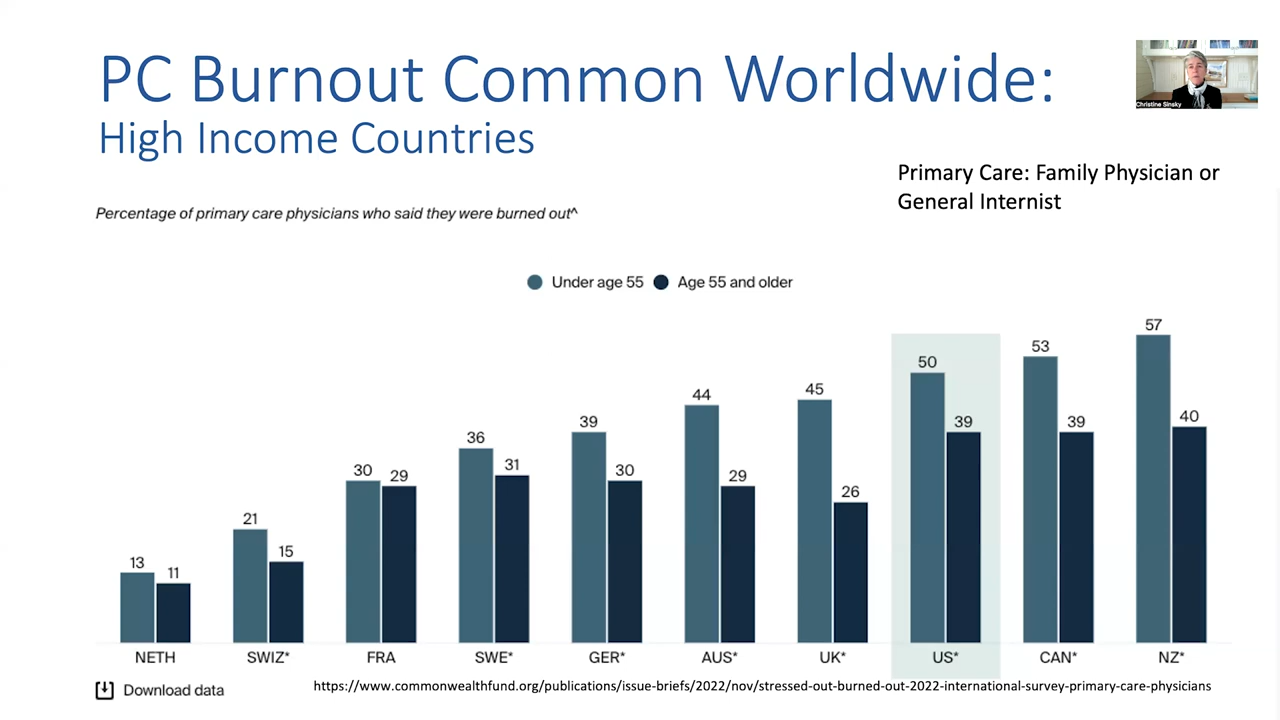 PC Burnout Common Worldwide:
High Income Countries
Christine Sinsky
Primary Care: Family Physician or
General Internist
Percentage of primary care physicians who said they were burned out^
Under age 55 Age 55 and older
57
53
50
45
44
39 39 40
39
36
30 29 31 30 29
26
21
15
13 11
NETH SWIZ* FRA SWE* GER* AUS* UK* US* CAN* NZ*
Download data
https://www.commonwealthfund.org/publications/issue-briefs/2022/nov/stressed-out-burned-out-2022-international-survey-primary-care-physicians